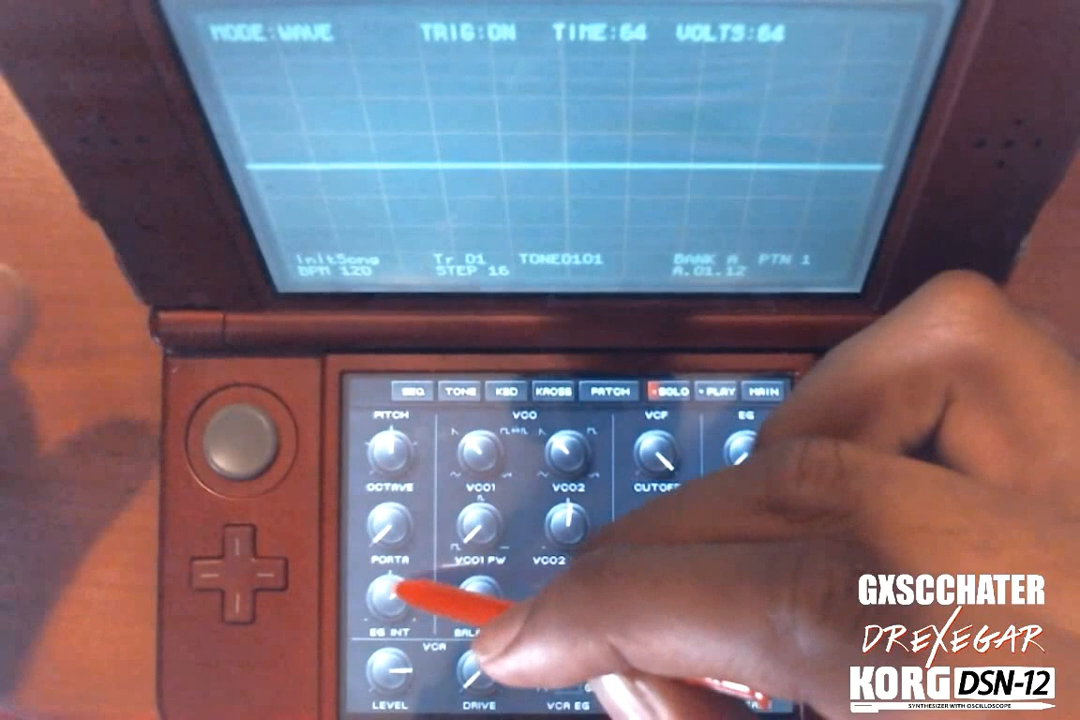 MODE:WAVE TRIG:ON TIME:64 VOLTS:64
InitSong Tr 01 TONE0101 BANK A PTN 1
BPM 120 STEP 16 A.01.12
SEQ TONE KBD KROSS PATCH SOLO PLAY MAIN
PITCH VCO VCF EG
OCTAVE VCO1 VCO2 CUTOFF
PORTA VCO1 PW VCO2
EG INT
VCA
LEVEL DRIVE VCA EG
GXSCCHATER
DREXEGAR
KORG DSN-12
SYNTHESIZER WITH OSCILLOSCOPE